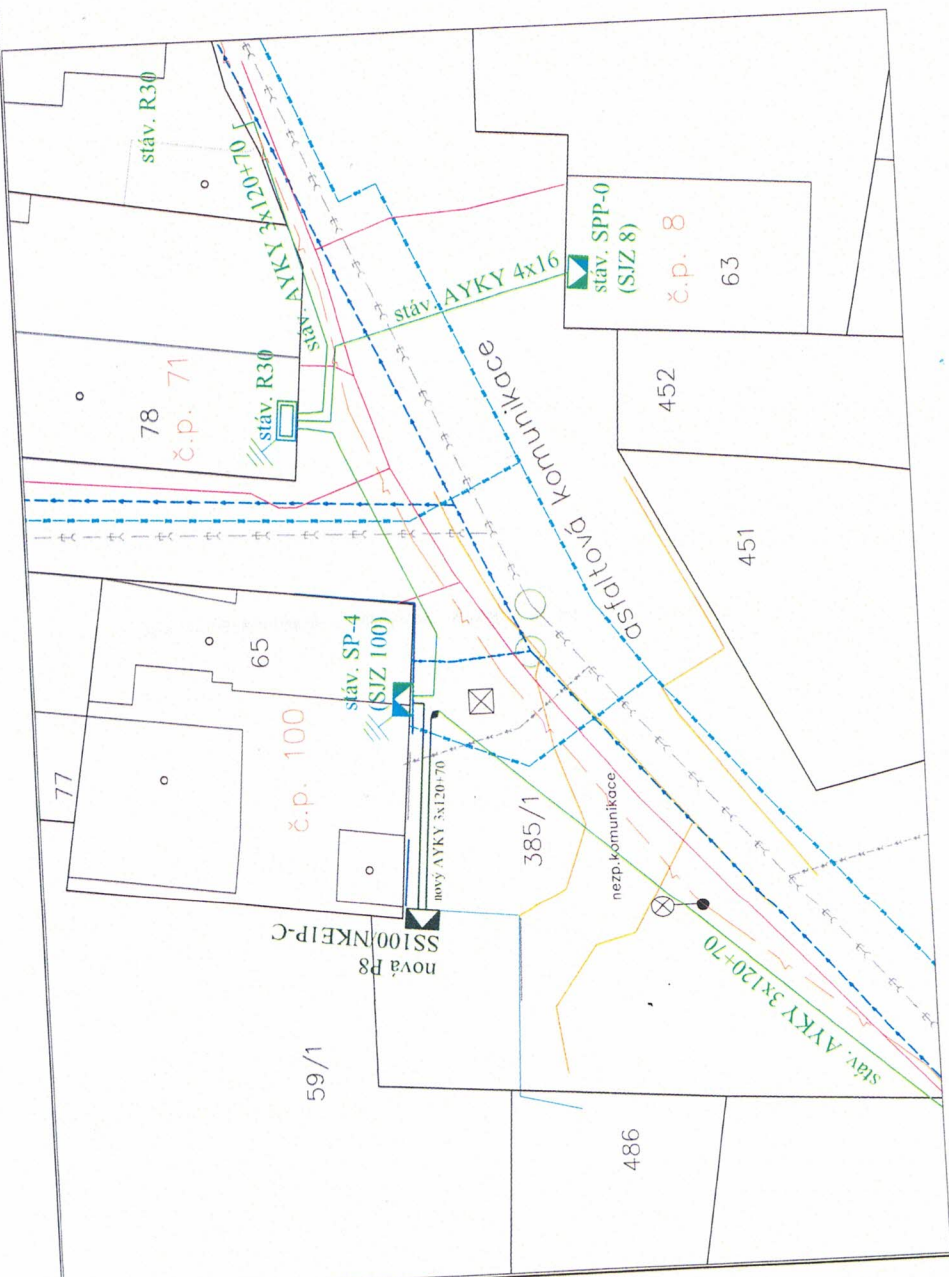 stáv. R30
stáv. AYKY 3x120+70
78
č.p. 71
stáv. R30
stáv. AYKY 4x16
stáv. SPP-0
(SJZ 8)
č.p. 8
63
452
asfaltová komunikace
451
77
65
č.p. 100
stáv. SP-4
(SJZ 100)
nový AYKY 3x120+70
385/1
nezp.komunikace
nová P8
SS100/NKE1P-C
59/1
stáv. AYKY 3x120+70
486